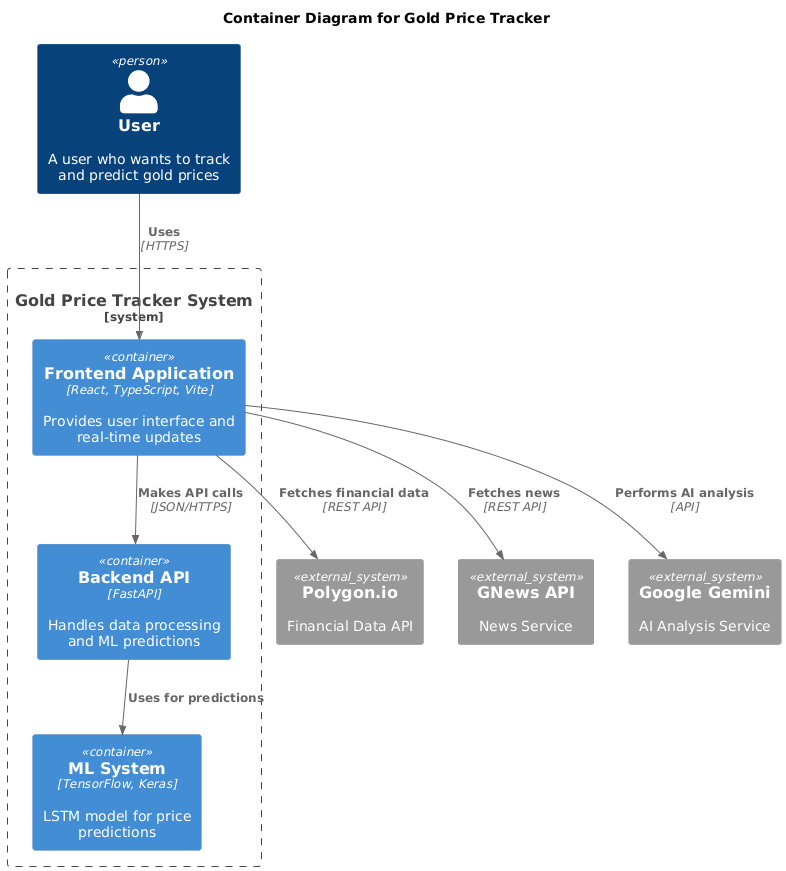 Container Diagram for Gold Price Tracker
«person»
User
A user who wants to track
and predict gold prices
Uses
[HTTPS]
Gold Price Tracker System
[system]
«container»
Frontend Application
[React, TypeScript, Vite]
Provides user interface and
real-time updates
Makes API calls
[JSON/HTTPS]
Fetches financial data
[REST API]
Fetches news
[REST API]
Performs AI analysis
[API]
«container»
Backend API
[FastAPI]
Handles data processing
and ML predictions
«external_system»
Polygon.io
Financial Data API
«external_system»
GNews API
News Service
«external_system»
Google Gemini
AI Analysis Service
Uses for predictions
«container»
ML System
[TensorFlow, Keras]
LSTM model for price
predictions